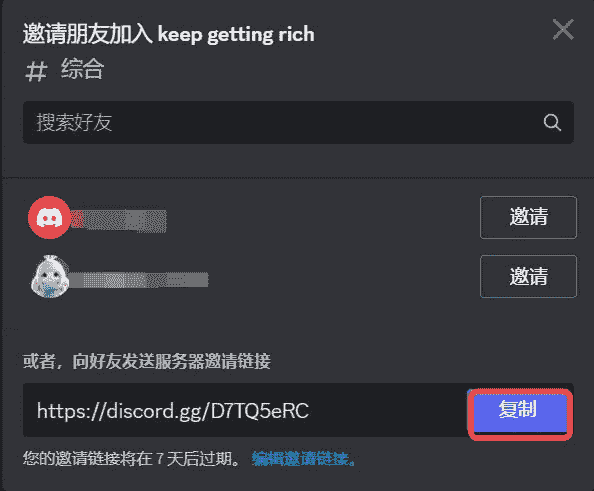 邀请朋友加入 keep getting rich
# 综合
搜索好友
邀请
邀请
或者，向好友发送服务器邀请链接
https://discord.gg/D7TQ5eRC 复制
您的邀请链接将在 7 天后过期。 编辑邀请链接。